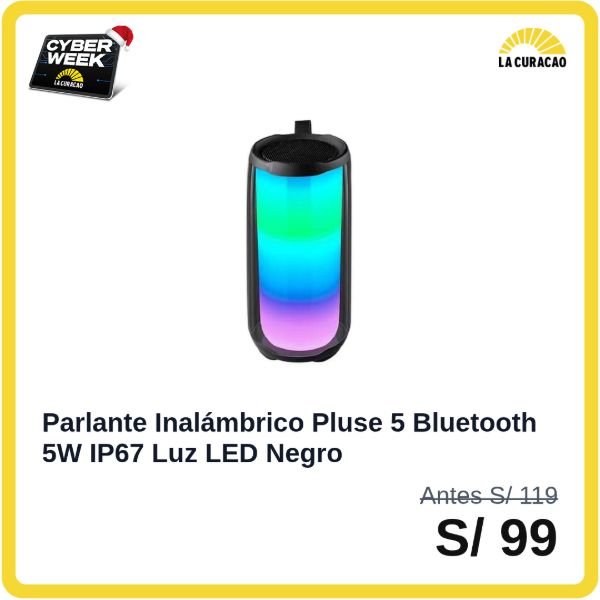 CYBER
WEEK
LA CURACAO
LA CURACAO
Parlante Inalámbrico Pluse 5 Bluetooth
5W IP67 Luz LED Negro
Antes S/ 119
S/ 99